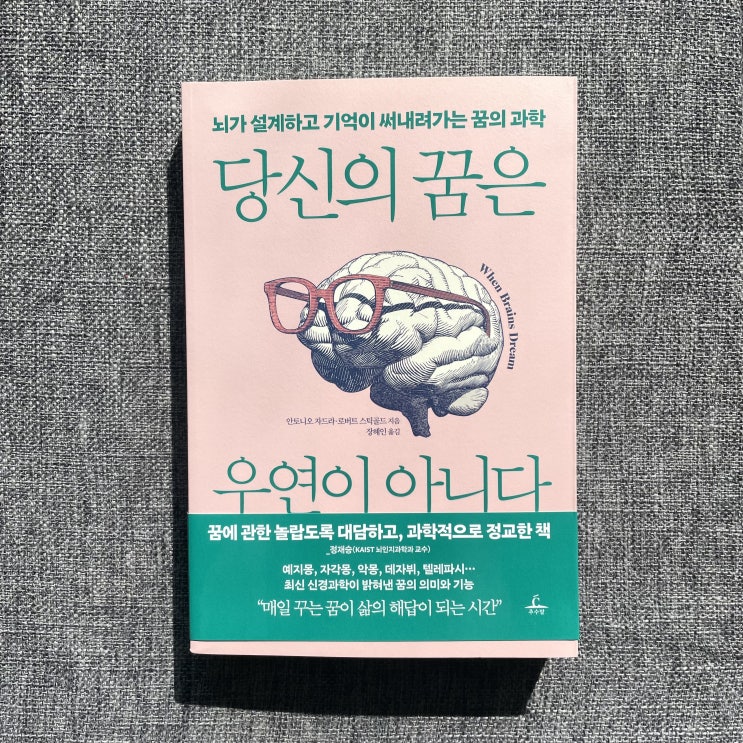 뇌가 설계하고 기억이 써내려가는 꿈의 과학
당신의 꿈은
When Brains Dream
안토니오 자드라·로버트 스틱골드 지음
장혜인 옮김
우연이 아니다
꿈에 관한 놀랍도록 대담하고, 과학적으로 정교한 책
_정재승(KAIST 뇌인지과학과 교수)
예지몽, 자각몽, 악몽, 데자뷔, 텔레파시…
최신 신경과학이 밝혀낸 꿈의 의미와 기능
“매일 꾸는 꿈이 삶의 해답이 되는 시간”
추수밭